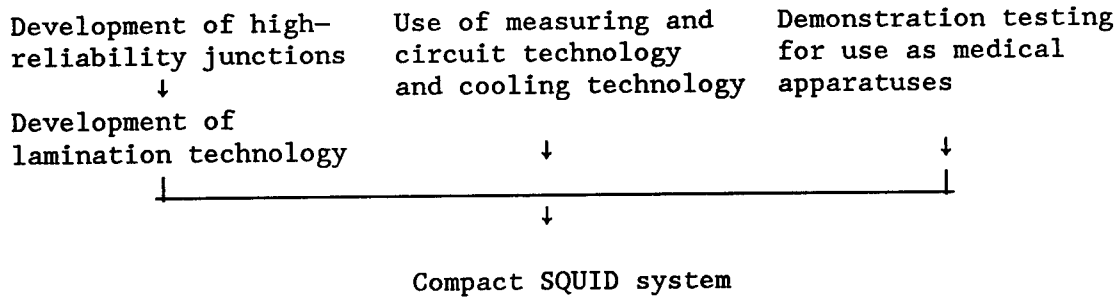 Development of high-
reliability junctions
↓
Development of
lamination technology
Use of measuring and
circuit technology
and cooling technology
↓
Demonstration testing
for use as medical
apparatuses
↓
↓
Compact SQUID system